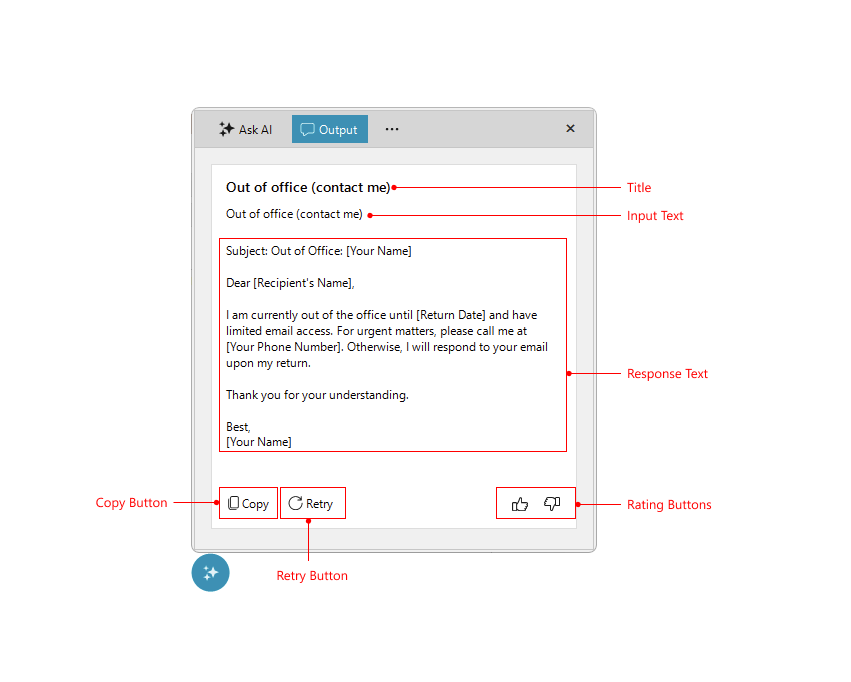 Ask AI
Output
Out of office (contact me)
Title
Out of office (contact me)
Input Text
Subject: Out of Office: [Your Name]
Dear [Recipient's Name],
I am currently out of the office until [Return Date] and have
limited email access. For urgent matters, please call me at
[Your Phone Number]. Otherwise, I will respond to your email
upon my return.
Response Text
Thank you for your understanding.
Best,
[Your Name]
Copy Button
Copy
Retry
Rating Buttons
Retry Button